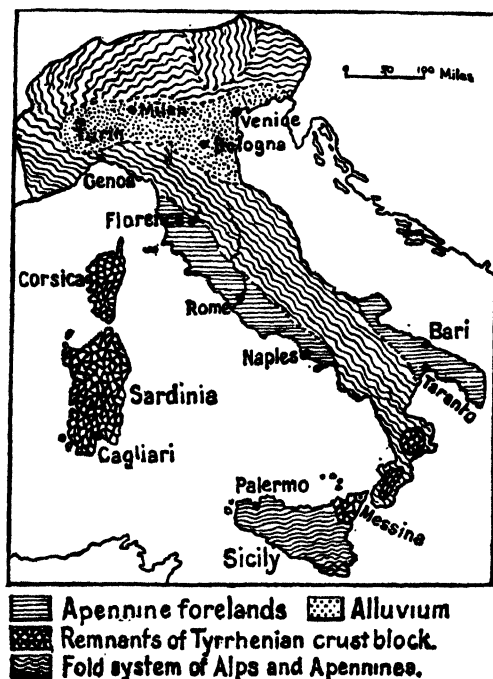 0 50 100 Miles
Milan
Venice
Turin
Bologna
Genoa
Florence
Corsica
Rome
Bari
Naples
Taranto
Sardinia
Cagliari
Palermo
Messina
Sicily
Apennine forelands Alluvium
Remnants of Tyrrhenian crust block.
Fold system of Alps and Apennines.